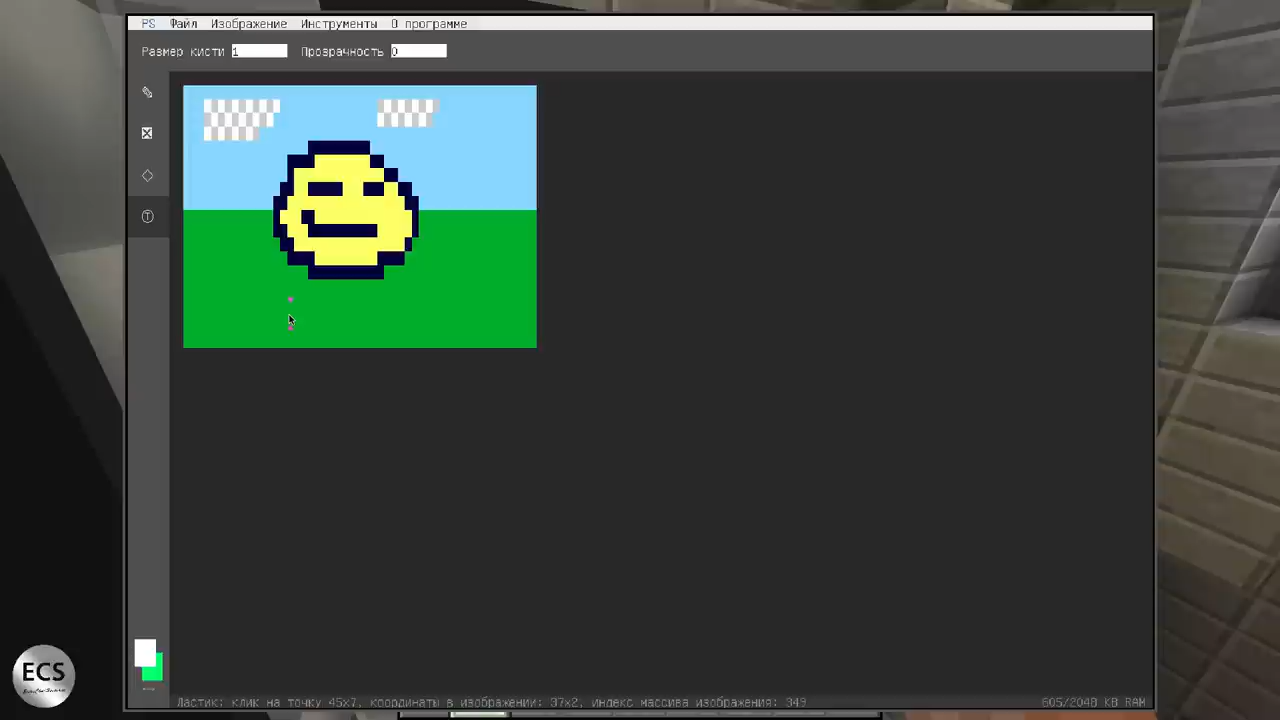 PS Файл Изображение Инструменты О программе
Размер кисти 1 Прозрачность 0
T
Ластик: клик на точку 45x7, координаты в изображении: 37x2, индекс массива изображения: 349
605/2048 KB RAM
ECS